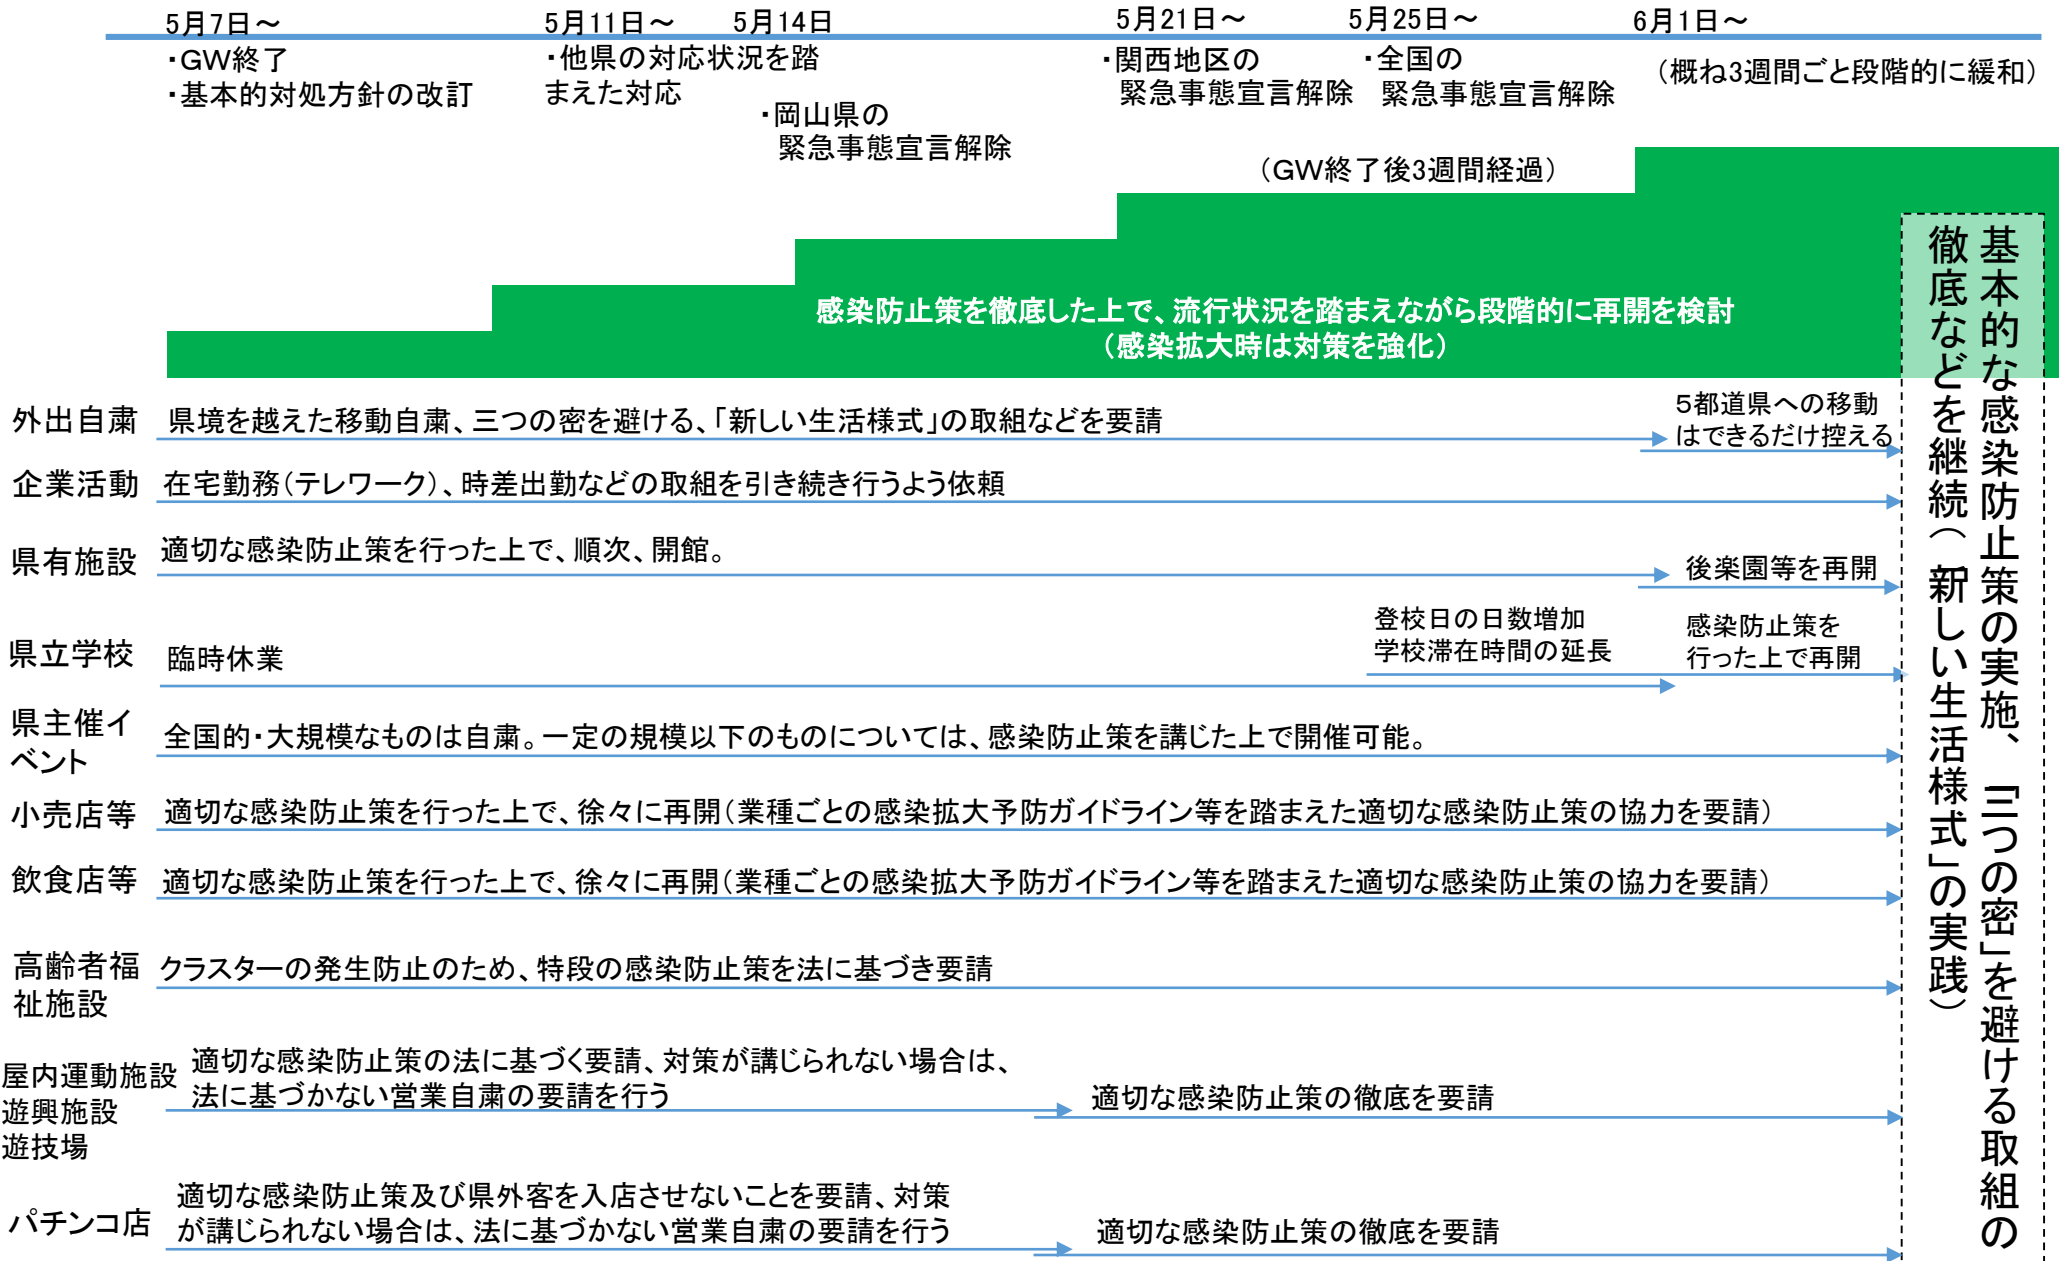 5月7日～
5月11日～
5月14日
5月21日～
5月25日～
6月1日～
・GW終了
・基本的対処方針の改訂
・他県の対応状況を踏
まえた対応
・岡山県の
緊急事態宣言解除
・関西地区の
緊急事態宣言解除
・全国の
緊急事態宣言解除
（概ね3週間ごと段階的に緩和）
（GW終了後3週間経過）
感染防止策を徹底した上で、流行状況を踏まえながら段階的に再開を検討
（感染拡大時は対策を強化）
外出自粛
県境を越えた移動自粛、三つの密を避ける、「新しい生活様式」の取組などを要請
５都道県への移動
はできるだけ控える
企業活動
在宅勤務（テレワーク）、時差出勤などの取組を引き続き行うよう依頼
県有施設
適切な感染防止策を行った上で、順次、開館。
後楽園等を再開
県立学校
臨時休業
登校日の日数増加
学校滞在時間の延長
感染防止策を
行った上で再開
県主催イ
ベント
全国的・大規模なものは自粛。一定の規模以下のものについては、感染防止策を講じた上で開催可能。
小売店等
適切な感染防止策を行った上で、徐々に再開（業種ごとの感染拡大予防ガイドライン等を踏まえた適切な感染防止策の協力を要請）
飲食店等
適切な感染防止策を行った上で、徐々に再開（業種ごとの感染拡大予防ガイドライン等を踏まえた適切な感染防止策の協力を要請）
高齢者福
祉施設
クラスターの発生防止のため、特段の感染防止策を法に基づき要請
屋内運動施設
遊興施設
遊技場
適切な感染防止策の法に基づく要請、対策が講じられない場合は、
法に基づかない営業自粛の要請を行う
適切な感染防止策の徹底を要請
パチンコ店
適切な感染防止策及び県外客を入店させないことを要請、対策
が講じられない場合は、法に基づかない営業自粛の要請を行う
適切な感染防止策の徹底を要請
基本的な感染防止策の実施、「三つの密」を避ける取組の
徹底などを継続（「新しい生活様式」の実践）